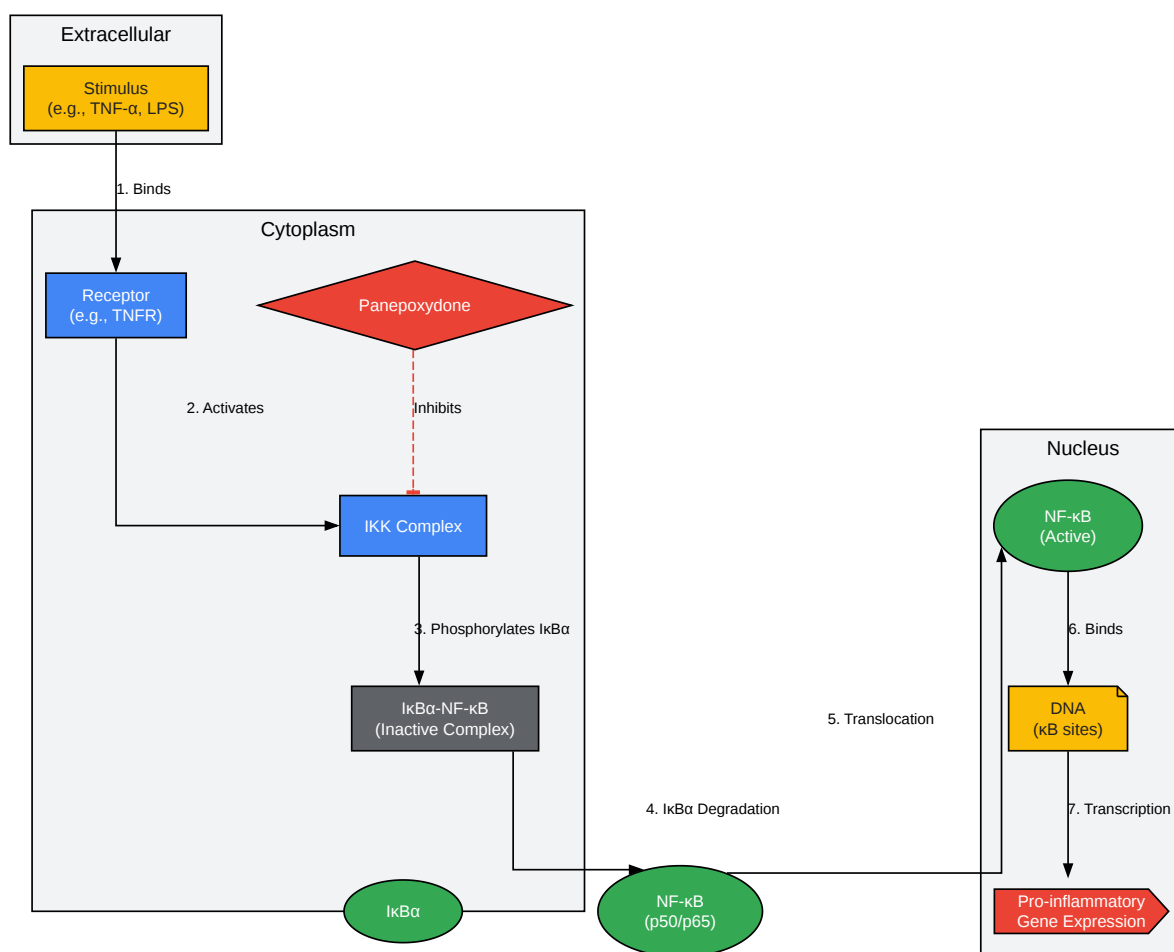 Extracellular
Stimulus
(e.g., TNF-α, LPS)
1. Binds
Cytoplasm
Receptor
(e.g., TNFR)
Panepoxydone
2. Activates
Inhibits
IKK Complex
3. Phosphorylates IκBα
IκBα-NF-κB
(Inactive Complex)
4. IκBα Degradation
IκBα
NF-κB
(p50/p65)
5. Translocation
Nucleus
NF-κB
(Active)
6. Binds
DNA
(κB sites)
7. Transcription
Pro-inflammatory
Gene Expression